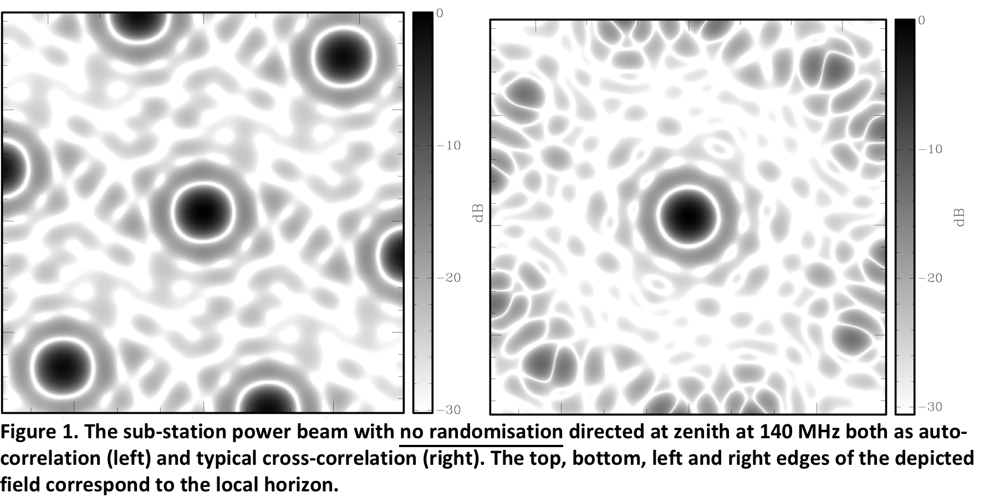 0
−10
−20
−30
dB
0
−10
−20
−30
dB
Figure 1. The sub-station power beam with no randomisation directed at zenith at 140 MHz both as auto-
correlation (left) and typical cross-correlation (right). The top, bottom, left and right edges of the depicted
field correspond to the local horizon.